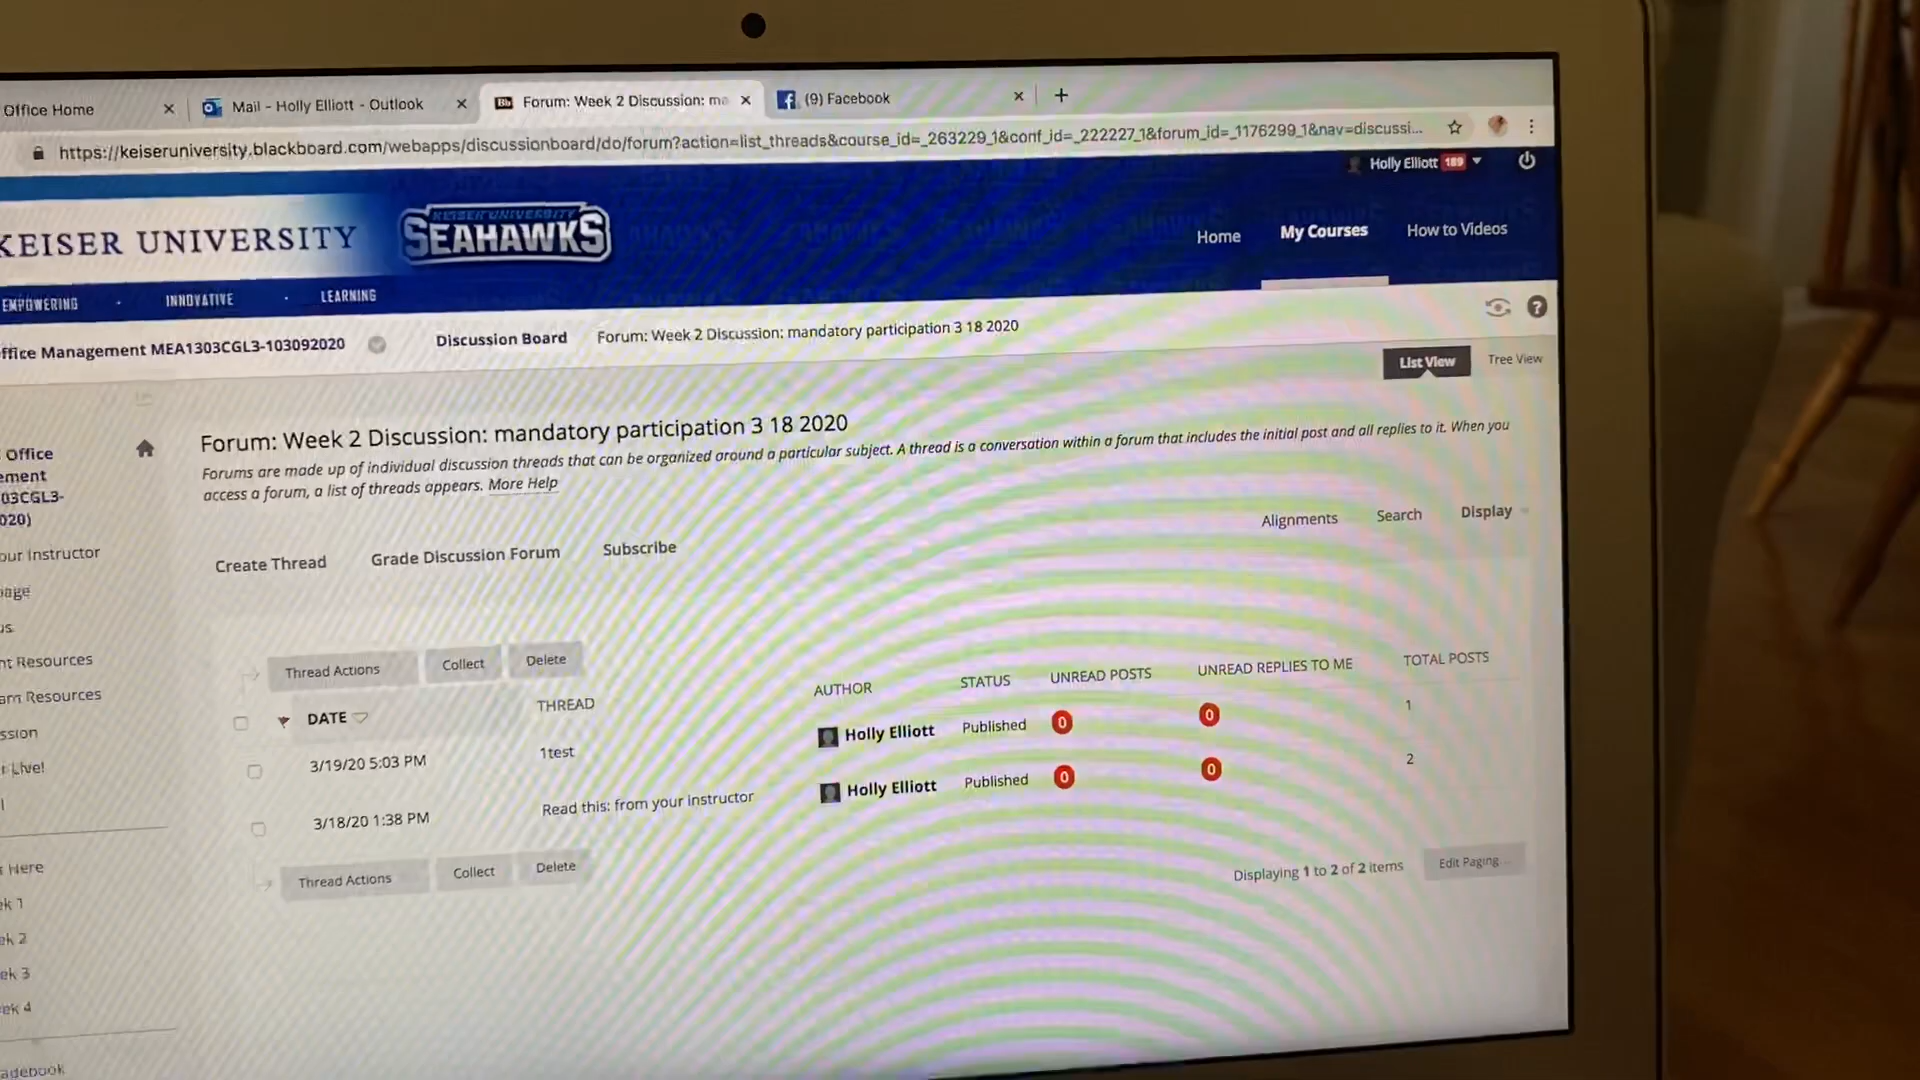 Office Home
Mail - Holly Elliott - Outlook
Bb Forum: Week 2 Discussion: ma
(9) Facebook
https://keiseruniversity.blackboard.com/webapps/discussionboard/do/forum?action=list_threads&course_id=_263229_1&conf_id=_222227_1&forum_id=_1176299_1&nav=discussi...
Holly Elliott 189
KEISER UNIVERSITY
KEISER UNIVERSITY
SEAHAWKS
Home
My Courses
How to Videos
EMPOWERING · INNOVATIVE · LEARNING
ffice Management MEA1303CGL3-103092020
Discussion Board
Forum: Week 2 Discussion: mandatory participation 3 18 2020
List View
Tree View
Forum: Week 2 Discussion: mandatory participation 3 18 2020
Forums are made up of individual discussion threads that can be organized around a particular subject. A thread is a conversation within a forum that includes the initial post and all replies to it. When you
access a forum, a list of threads appears. More Help
Office
ement
03CGL3-
020)
our Instructor
page
us
nt Resources
am Resources
ssion
r Live!
r Here
ek 1
ek 2
ek 3
ek 4
adebook
Alignments
Search
Display
Create Thread
Grade Discussion Forum
Subscribe
Thread Actions
Collect
Delete
DATE
THREAD
AUTHOR
STATUS
UNREAD POSTS
UNREAD REPLIES TO ME
TOTAL POSTS
3/19/20 5:03 PM
1test
Holly Elliott
Published
0
0
1
3/18/20 1:38 PM
Read this: from your instructor
Holly Elliott
Published
0
0
2
Thread Actions
Collect
Delete
Displaying 1 to 2 of 2 items
Edit Paging...